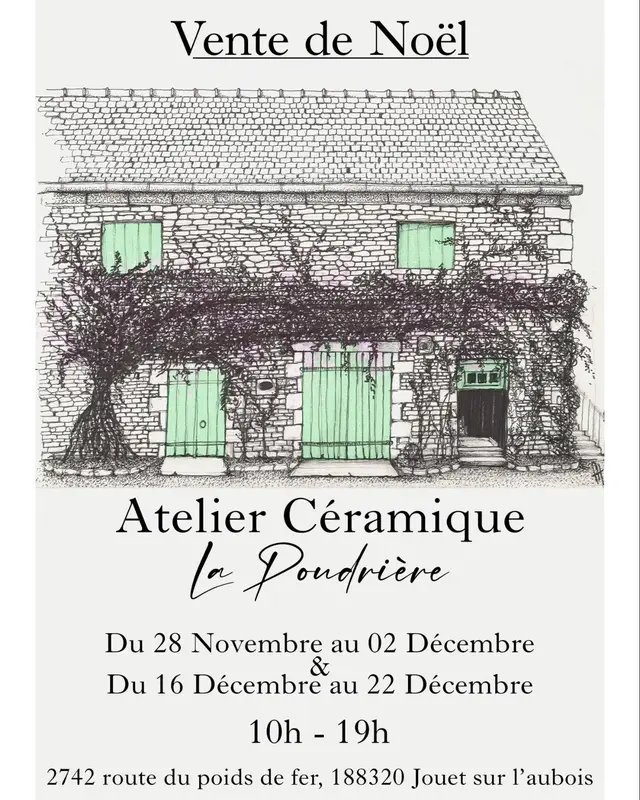 Vente de Noël
Atelier Céramique
La Poudrière
Du 28 Novembre au 02 Décembre
&
Du 16 Décembre au 22 Décembre
10h - 19h
2742 route du poids de fer, 188320 Jouet sur l'aubois